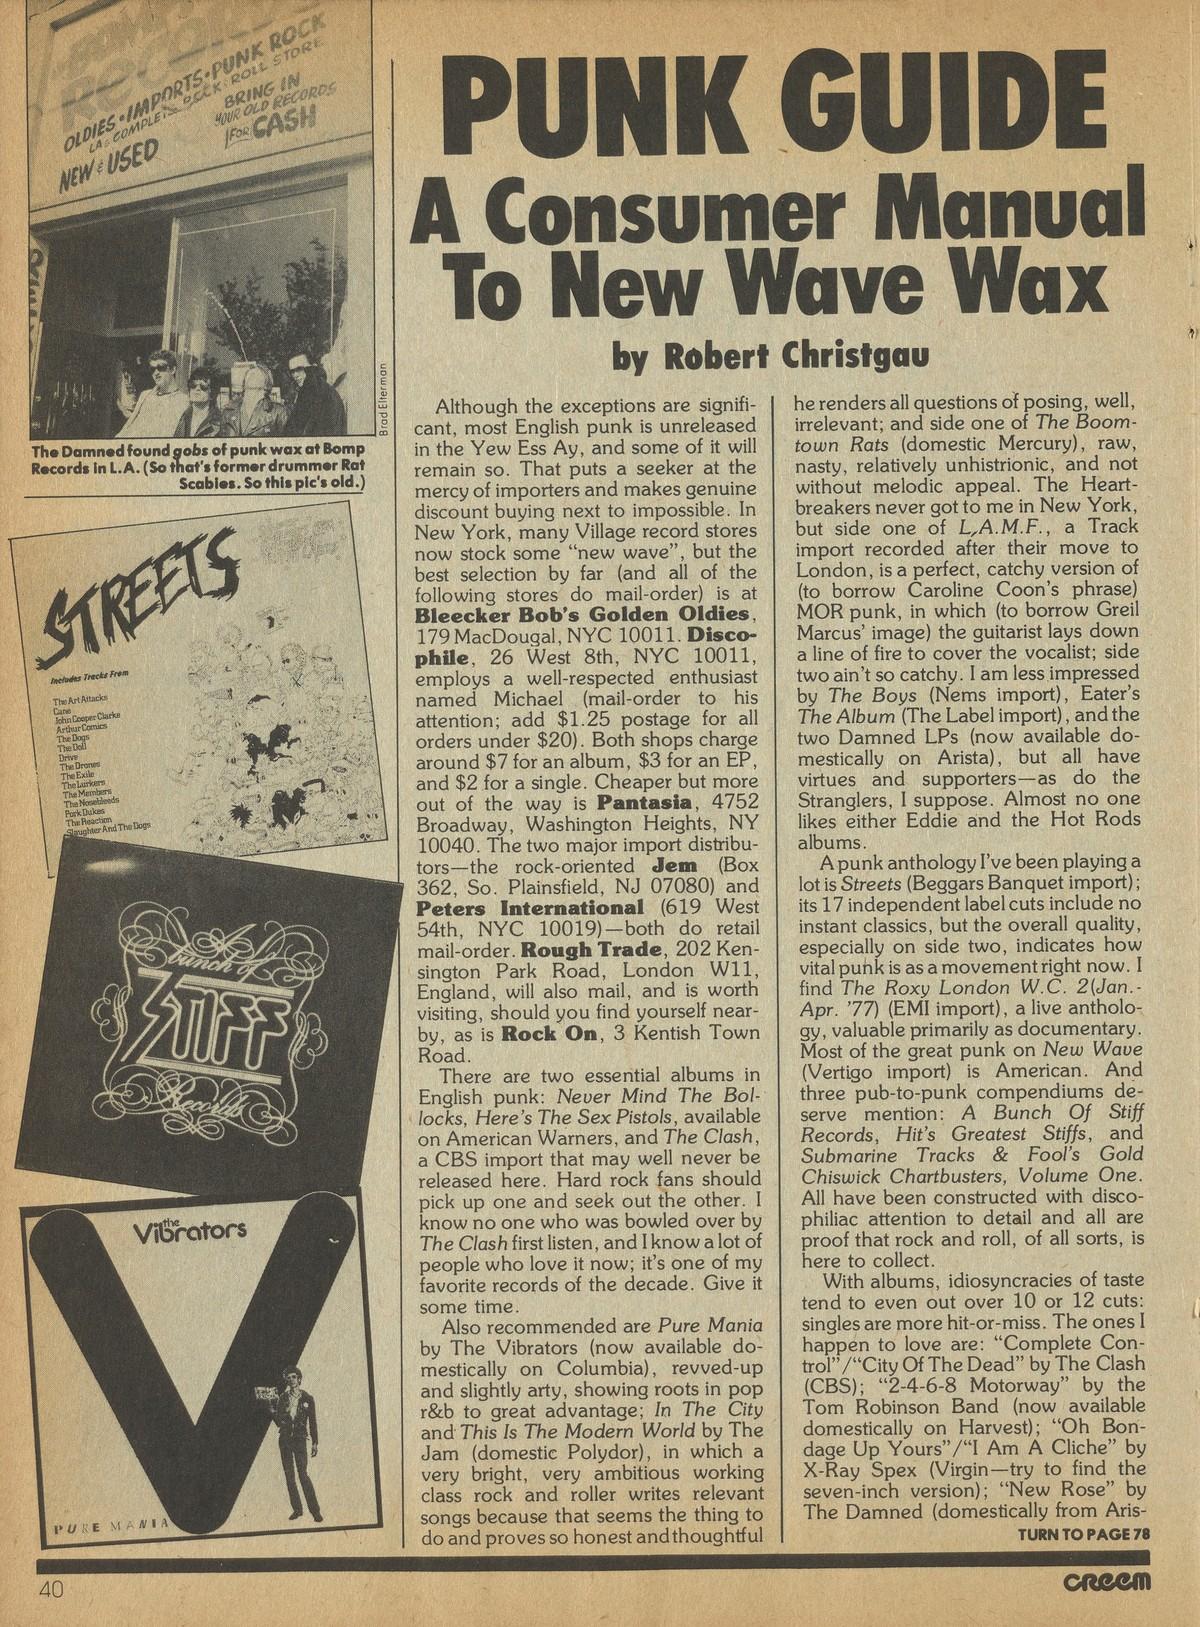 OLDIES • IMPORTS • PUNK ROCK
LA'S COMPLETE ROCK & ROLL STORE
BRING IN
YOUR OLD RECORDS
FOR CASH
NEW & USED
Brad Elterman
The Damned found gobs of punk wax at Bomp
Records in L.A. (So that's former drummer Rat
Scabies. So this pic's old.)
STREETS
Includes Tracks From
The Art Attacks
Cane
John Cooper Clarke
Arthur Comics
The Dogs
The Doll
Drive
The Drones
The Exile
The Lurkers
The Members
The Nosebleeds
Pork Dukes
The Reaction
Slaughter And The Dogs
A
bunch of
STIFF
Records
the
Vibrators
PURE MANIA
PUNK GUIDE
A Consumer Manual
To New Wave Wax
by Robert Christgau
Although the exceptions are signifi-
cant, most English punk is unreleased
in the Yew Ess Ay, and some of it will
remain so. That puts a seeker at the
mercy of importers and makes genuine
discount buying next to impossible. In
New York, many Village record stores
now stock some “new wave”, but the
best selection by far (and all of the
following stores do mail-order) is at
Bleecker Bob's Golden Oldies,
179 MacDougal, NYC 10011. Disco-
phile, 26 West 8th, NYC 10011,
employs a well-respected enthusiast
named Michael (mail-order to his
attention; add $1.25 postage for all
orders under $20). Both shops charge
around $7 for an album, $3 for an EP,
and $2 for a single. Cheaper but more
out of the way is Pantasia, 4752
Broadway, Washington Heights, NY
10040. The two major import distribu-
tors—the rock-oriented Jem (Box
362, So. Plainsfield, NJ 07080) and
Peters International (619 West
54th, NYC 10019)—both do retail
mail-order. Rough Trade, 202 Ken-
sington Park Road, London W11,
England, will also mail, and is worth
visiting, should you find yourself near-
by, as is Rock On, 3 Kentish Town
Road.
There are two essential albums in
English punk: Never Mind The Bol-
locks, Here's The Sex Pistols, available
on American Warners, and The Clash,
a CBS import that may well never be
released here. Hard rock fans should
pick up one and seek out the other. I
know no one who was bowled over by
The Clash first listen, and I know a lot of
people who love it now; it's one of my
favorite records of the decade. Give it
some time.
Also recommended are Pure Mania
by The Vibrators (now available do-
mestically on Columbia), revved-up
and slightly arty, showing roots in pop
r&b to great advantage; In The City
and This Is The Modern World by The
Jam (domestic Polydor), in which a
very bright, very ambitious working
class rock and roller writes relevant
songs because that seems the thing to
do and proves so honest and thoughtful
he renders all questions of posing, well,
irrelevant; and side one of The Boom-
town Rats (domestic Mercury), raw,
nasty, relatively unhistrionic, and not
without melodic appeal. The Heart-
breakers never got to me in New York,
but side one of L.A.M.F., a Track
import recorded after their move to
London, is a perfect, catchy version of
(to borrow Caroline Coon's phrase)
MOR punk, in which (to borrow Greil
Marcus' image) the guitarist lays down
a line of fire to cover the vocalist; side
two ain't so catchy. I am less impressed
by The Boys (Nems import), Eater's
The Album (The Label import), and the
two Damned LPs (now available do-
mestically on Arista), but all have
virtues and supporters—as do the
Stranglers, I suppose. Almost no one
likes either Eddie and the Hot Rods
albums.
A punk anthology I've been playing a
lot is Streets (Beggars Banquet import);
its 17 independent label cuts include no
instant classics, but the overall quality,
especially on side two, indicates how
vital punk is as a movement right now. I
find The Roxy London W.C. 2(Jan.-
Apr. '77) (EMI import), a live antholo-
gy, valuable primarily as documentary.
Most of the great punk on New Wave
(Vertigo import) is American. And
three pub-to-punk compendiums de-
serve mention: A Bunch Of Stiff
Records, Hit's Greatest Stiffs, and
Submarine Tracks & Fool's Gold
Chiswick Chartbusters, Volume One.
All have been constructed with disco-
philiac attention to detail and all are
proof that rock and roll, of all sorts, is
here to collect.
With albums, idiosyncracies of taste
tend to even out over 10 or 12 cuts:
singles are more hit-or-miss. The ones I
happen to love are: “Complete Con-
trol”/“City Of The Dead” by The Clash
(CBS); “2-4-6-8 Motorway” by the
Tom Robinson Band (now available
domestically on Harvest); “Oh Bon-
dage Up Yours”/“I Am A Cliche” by
X-Ray Spex (Virgin—try to find the
seven-inch version); “New Rose” by
The Damned (domestically from Aris-
TURN TO PAGE 78
40
CREEM